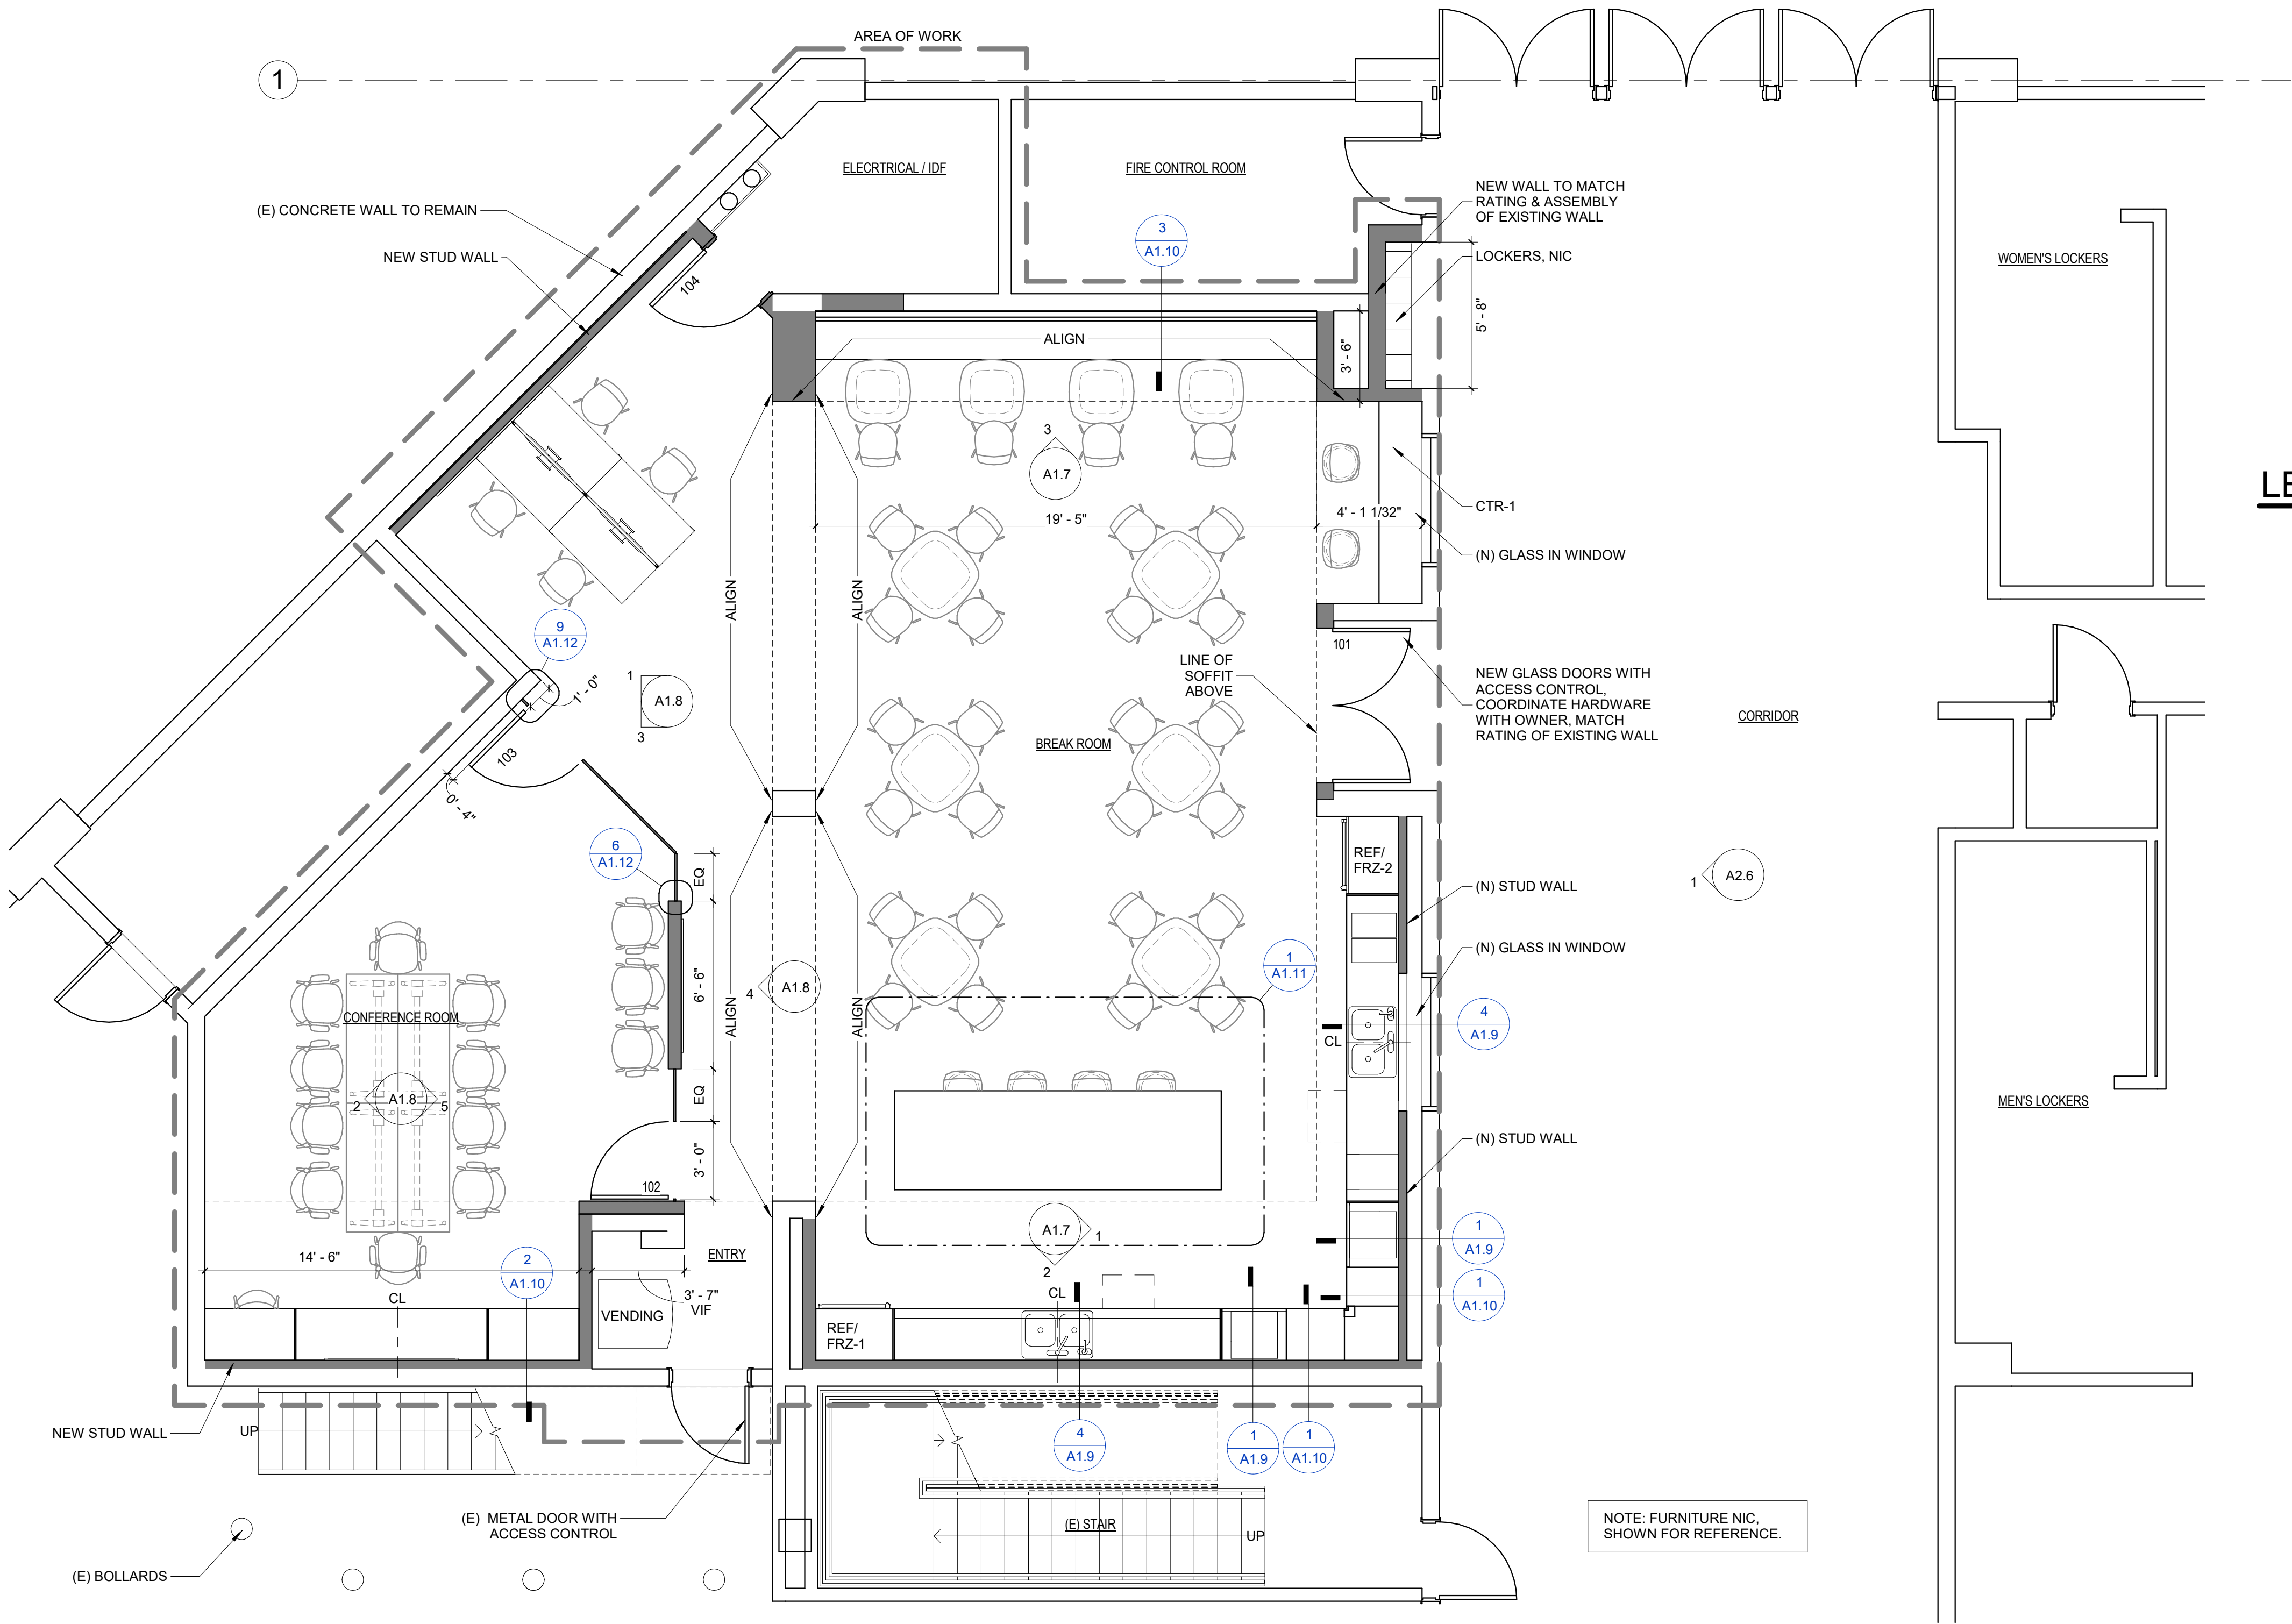 AREA OF WORK
1
ELECRTRICAL / IDF
FIRE CONTROL ROOM
(E) CONCRETE WALL TO REMAIN
NEW STUD WALL
104
3
A1.10
NEW WALL TO MATCH
RATING & ASSEMBLY
OF EXISTING WALL
LOCKERS, NIC
5' - 8"
WOMEN'S LOCKERS
ALIGN
3' - 6"
3
A1.7
19' - 5"
4' - 1 1/32"
CTR-1
(N) GLASS IN WINDOW
LE
ALIGN
ALIGN
9
A1.12
1' - 0"
1
A1.8
3
103
0' - 4"
LINE OF
SOFFIT
ABOVE
101
NEW GLASS DOORS WITH
ACCESS CONTROL,
COORDINATE HARDWARE
WITH OWNER, MATCH
RATING OF EXISTING WALL
CORRIDOR
BREAK ROOM
6
A1.12
EQ
6' - 6"
EQ
3' - 0"
REF/
FRZ-2
1
A2.6
(N) STUD WALL
(N) GLASS IN WINDOW
1
A1.11
4
A1.8
ALIGN
ALIGN
4
A1.9
CL
CONFERENCE ROOM
2
A1.8
5
MEN'S LOCKERS
(N) STUD WALL
102
A1.7
1
2
1
A1.9
1
A1.10
14' - 6"
2
A1.10
ENTRY
3' - 7"
VIF
VENDING
CL
CL
REF/
FRZ-1
NEW STUD WALL
UP
4
A1.9
1
A1.9
1
A1.10
(E) METAL DOOR WITH
ACCESS CONTROL
(E) STAIR
UP
NOTE: FURNITURE NIC,
SHOWN FOR REFERENCE.
(E) BOLLARDS